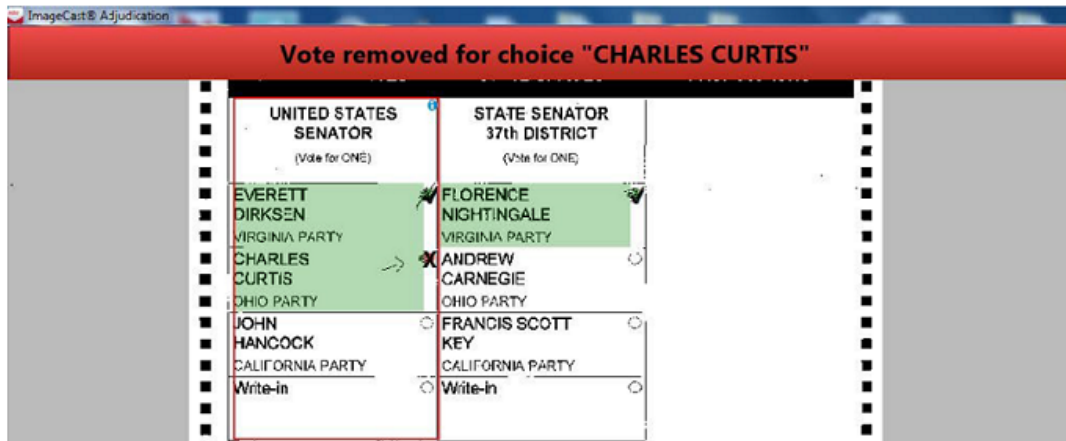 ImageCast® Adjudication
Vote removed for choice "CHARLES CURTIS"
UNITED STATES
SENATOR
(Vote for ONE)
EVERETT
DIRKSEN
VIRGINIA PARTY
CHARLES
CURTIS
OHIO PARTY
JOHN
HANCOCK
CALIFORNIA PARTY
Write-in
STATE SENATOR
37th DISTRICT
(Vote for ONE)
FLORENCE
NIGHTINGALE
VIRGINIA PARTY
ANDREW
CARNEGIE
OHIO PARTY
FRANCIS SCOTT
KEY
CALIFORNIA PARTY
Write-in